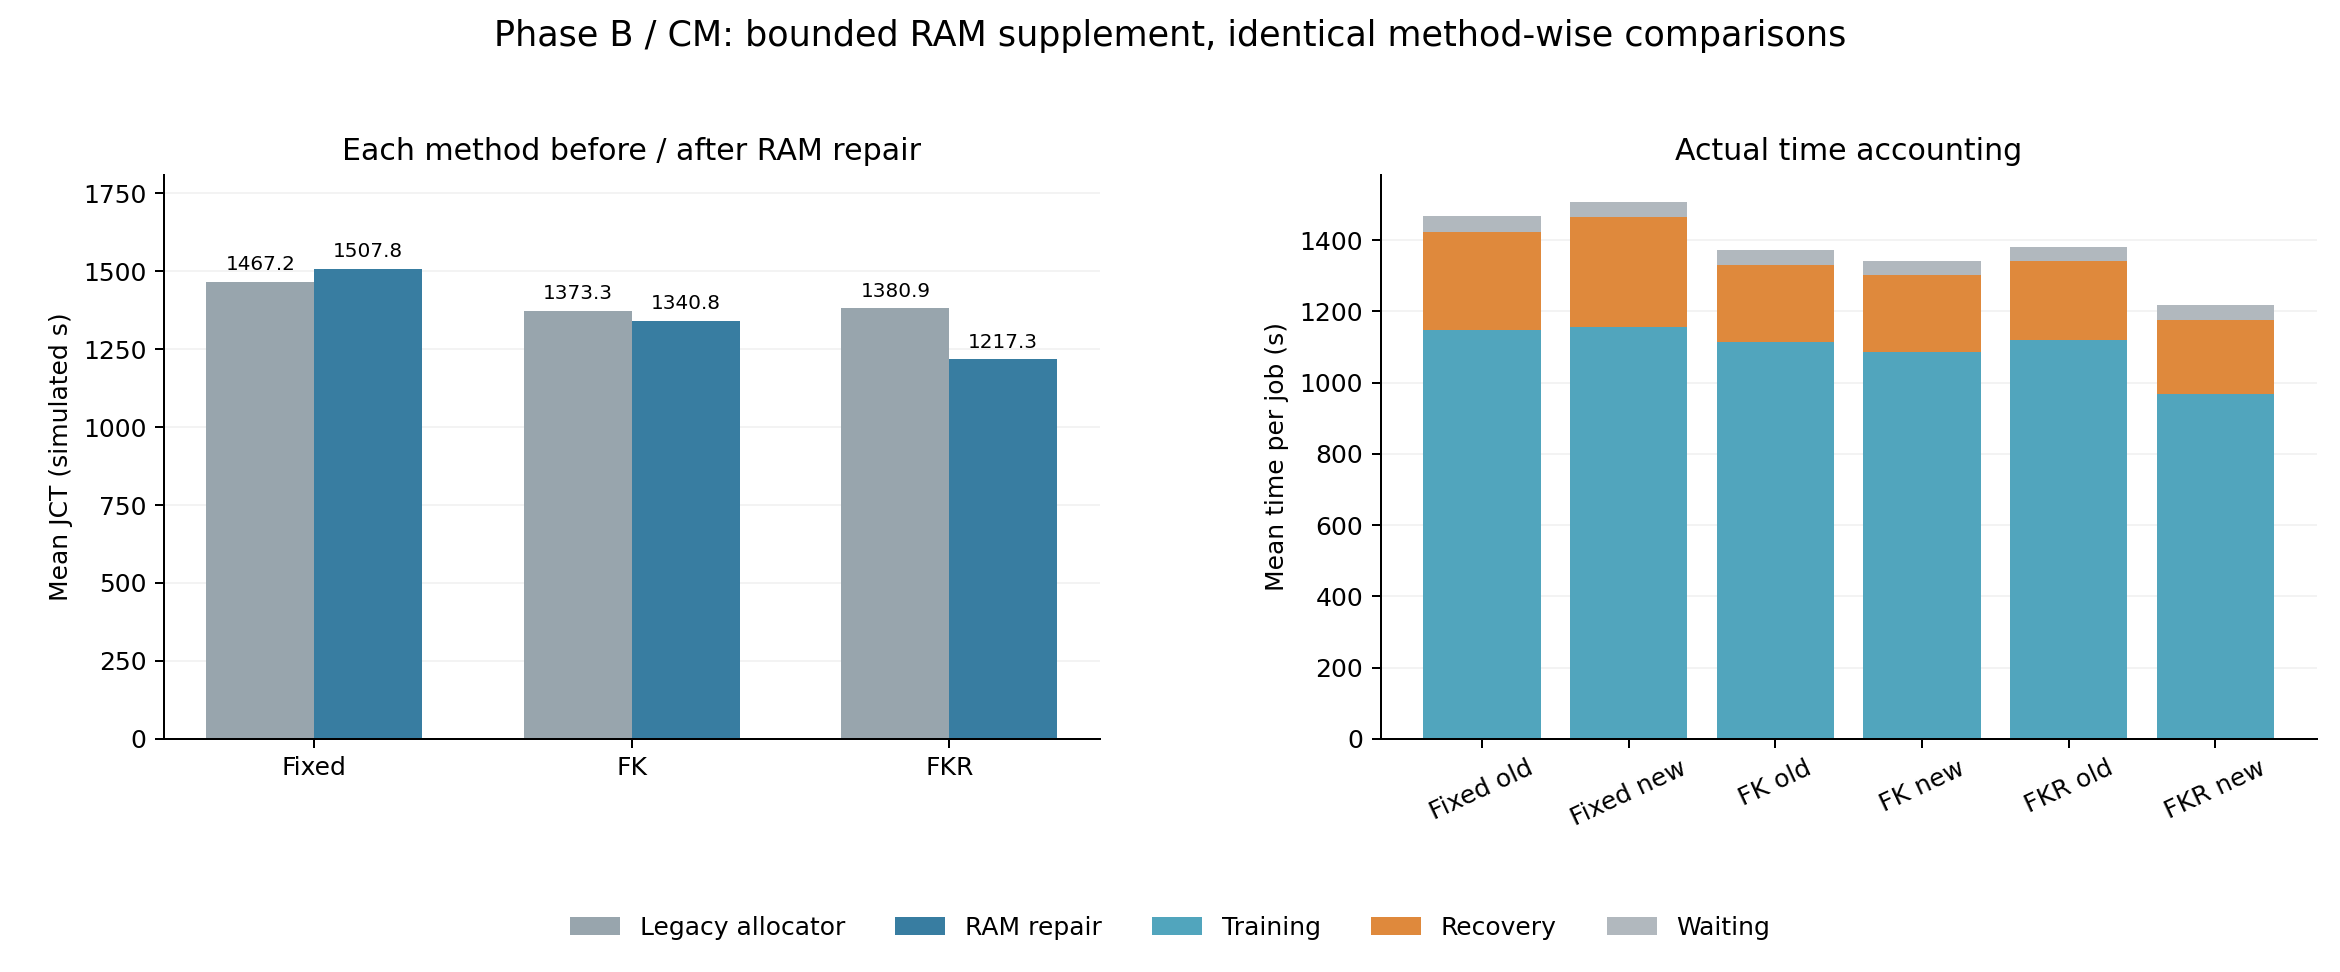 Phase B / CM: bounded RAM supplement, identical method-wise comparisons
Each method before / after RAM repair
Mean JCT (simulated s)
1750
1500
1250
1000
750
500
250
0
1467.2
1507.8
1373.3
1340.8
1380.9
1217.3
Fixed
FK
FKR
Actual time accounting
Mean time per job (s)
1400
1200
1000
800
600
400
200
0
Fixed old
Fixed new
FK old
FK new
FKR old
FKR new
Legacy allocator
RAM repair
Training
Recovery
Waiting